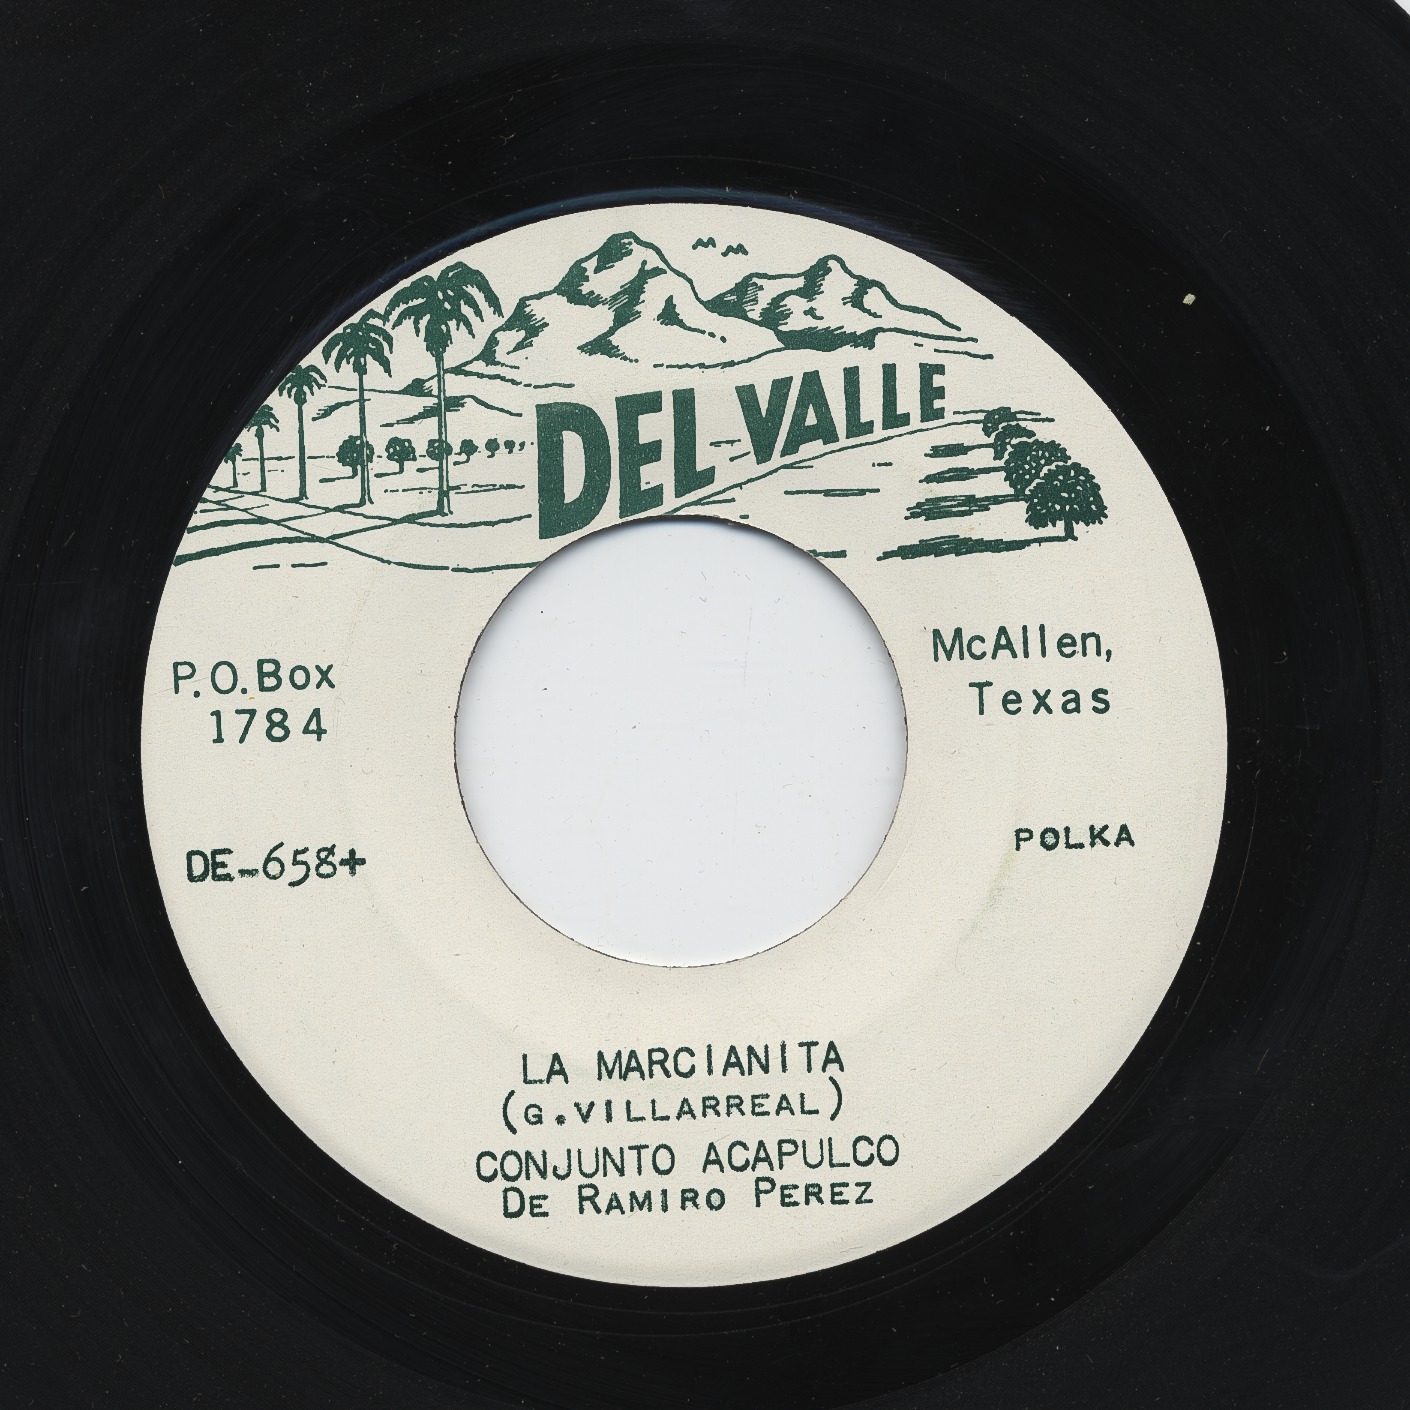 DEL VALLE
P.O. Box
1784
McAllen,
Texas
DE-658+
POLKA
LA MARCIANITA
(G. VILLARREAL)
CONJUNTO ACAPULCO
DE RAMIRO PEREZ